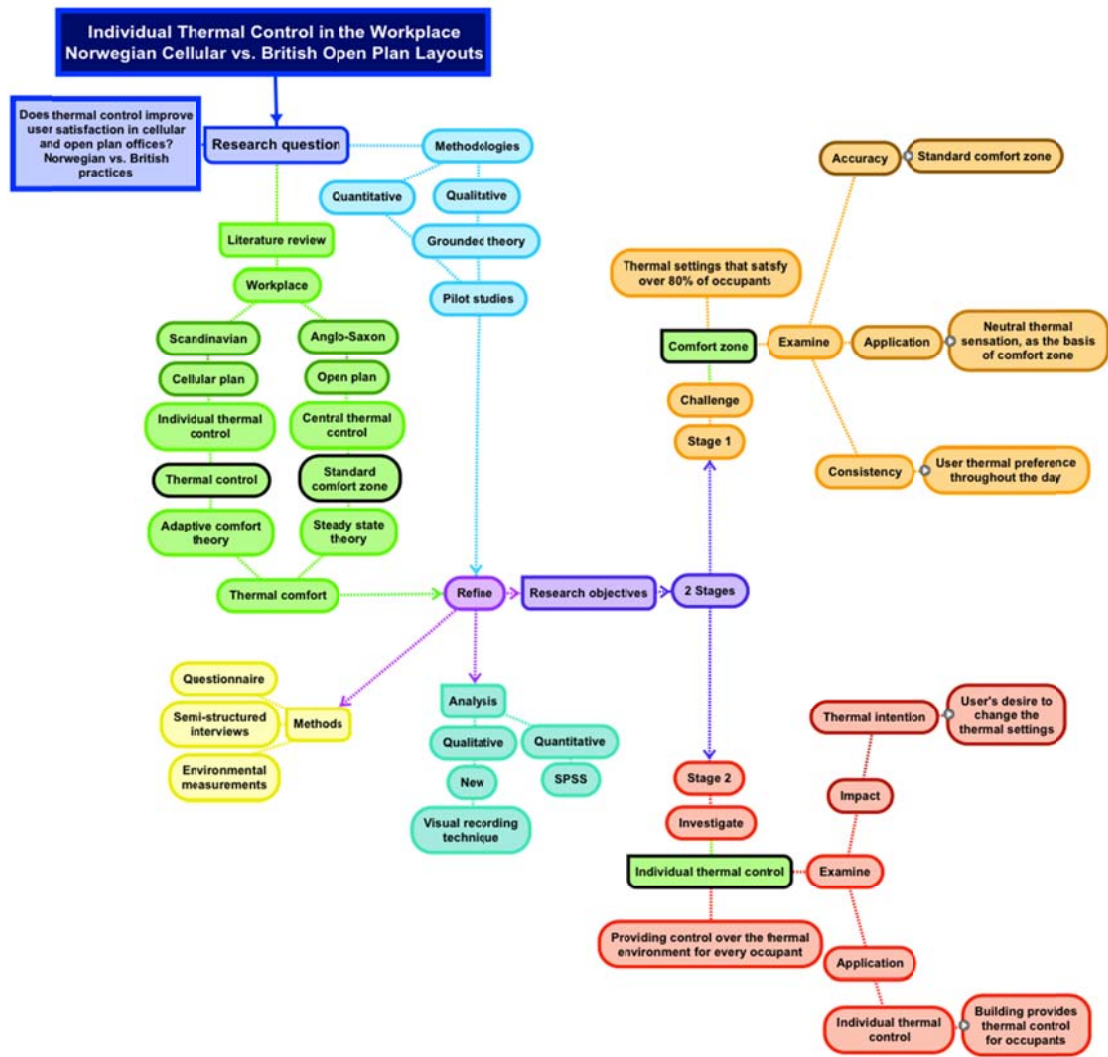 Individual Thermal Control in the Workplace
Norwegian Cellular vs. British Open Plan Layouts
Does thermal control improve
user satisfaction in cellular
and open plan offices?
Norwegian vs. British
practices
Research question
Methodologies
Quantitative
Qualitative
Grounded theory
Pilot studies
Literature review
Workplace
Scandinavian
Anglo-Saxon
Cellular plan
Open plan
Individual thermal
control
Central thermal
control
Thermal control
Standard
comfort zone
Adaptive comfort
theory
Steady state
theory
Thermal comfort
Refine
Research objectives
2 Stages
Accuracy
Standard comfort zone
Thermal settings that satisfy
over 80% of occupants
Comfort zone
Examine
Application
Neutral thermal
sensation, as the basis
of comfort zone
Challenge
Stage 1
Consistency
User thermal preference
throughout the day
Questionnaire
Semi-structured
interviews
Environmental
measurements
Methods
Analysis
Qualitative
Quantitative
New
SPSS
Visual recording
technique
Stage 2
Investigate
Individual thermal control
Examine
Providing control over the thermal
environment for every occupant
Thermal intention
User's desire to
change the
thermal settings
Impact
Application
Individual thermal
control
Building provides
thermal control
for occupants